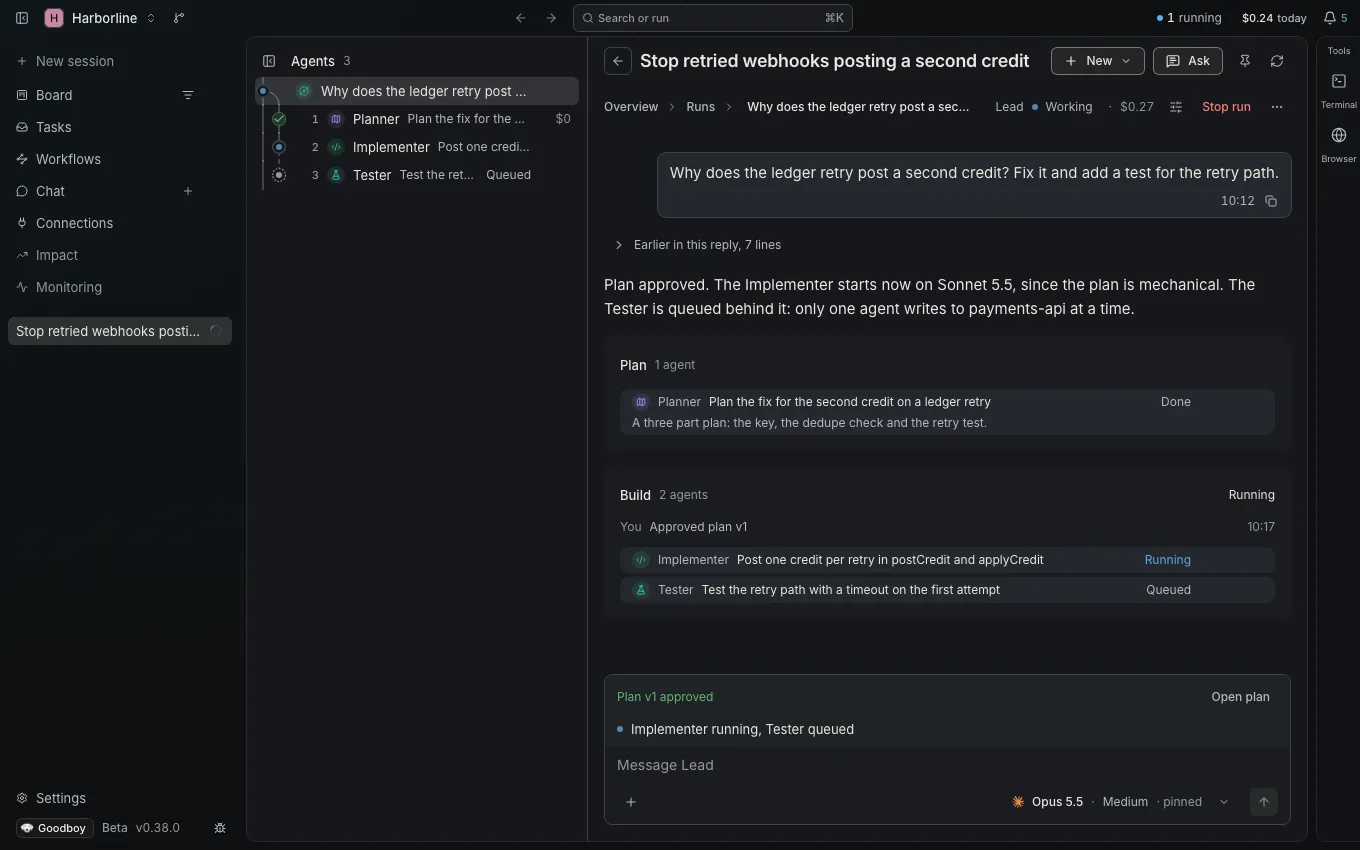 H Harborline
Search or run ⌘K
1 running $0.24 today 5
New session
Board
Tasks
Workflows
Chat
Connections
Impact
Monitoring
Stop retried webhooks posti...
Settings
Goodboy Beta v0.38.0
Agents 3
Why does the ledger retry post ...
1 Planner Plan the fix for the ... $0
2 Implementer Post one credi...
3 Tester Test the ret... Queued
Stop retried webhooks posting a second credit
New
Ask
Overview Runs Why does the ledger retry post a sec... Lead Working · $0.27 Stop run
Why does the ledger retry post a second credit? Fix it and add a test for the retry path.
10:12
Earlier in this reply, 7 lines
Plan approved. The Implementer starts now on Sonnet 5.5, since the plan is mechanical. The
Tester is queued behind it: only one agent writes to payments-api at a time.
Plan 1 agent
Planner Plan the fix for the second credit on a ledger retry Done
A three part plan: the key, the dedupe check and the retry test.
Build 2 agents Running
You Approved plan v1 10:17
Implementer Post one credit per retry in postCredit and applyCredit Running
Tester Test the retry path with a timeout on the first attempt Queued
Plan v1 approved Open plan
Implementer running, Tester queued
Message Lead
Opus 5.5 · Medium · pinned
Tools
Terminal
Browser